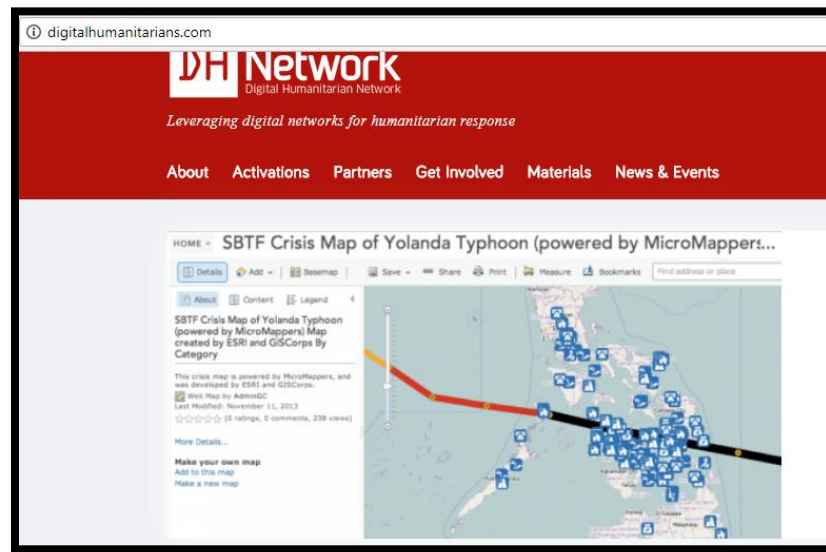 digitalhumanitarians.com
DH Network
Digital Humanitarian Network
Leveraging digital networks for humanitarian response
About Activations Partners Get Involved Materials News & Events
HOME SBTF Crisis Map of Yolanda Typhoon (powered by MicroMappers...
Details Add Basemap Save Share Print Measure Bookmarks Find address or place
About Content Legend
SBTF Crisis Map of Yolanda Typhoon
(powered by MicroMappers) Map
created by ESRI and GISCorps By
Category
This crisis map is powered by MicroMappers, and
was developed by ESRI and GISCorps.
Web Map by AdminGC
Last Modified: November 11, 2013
(0 ratings, 0 comments, 238 views)
More Details...
Make your own map
Add to this map
Make a new map